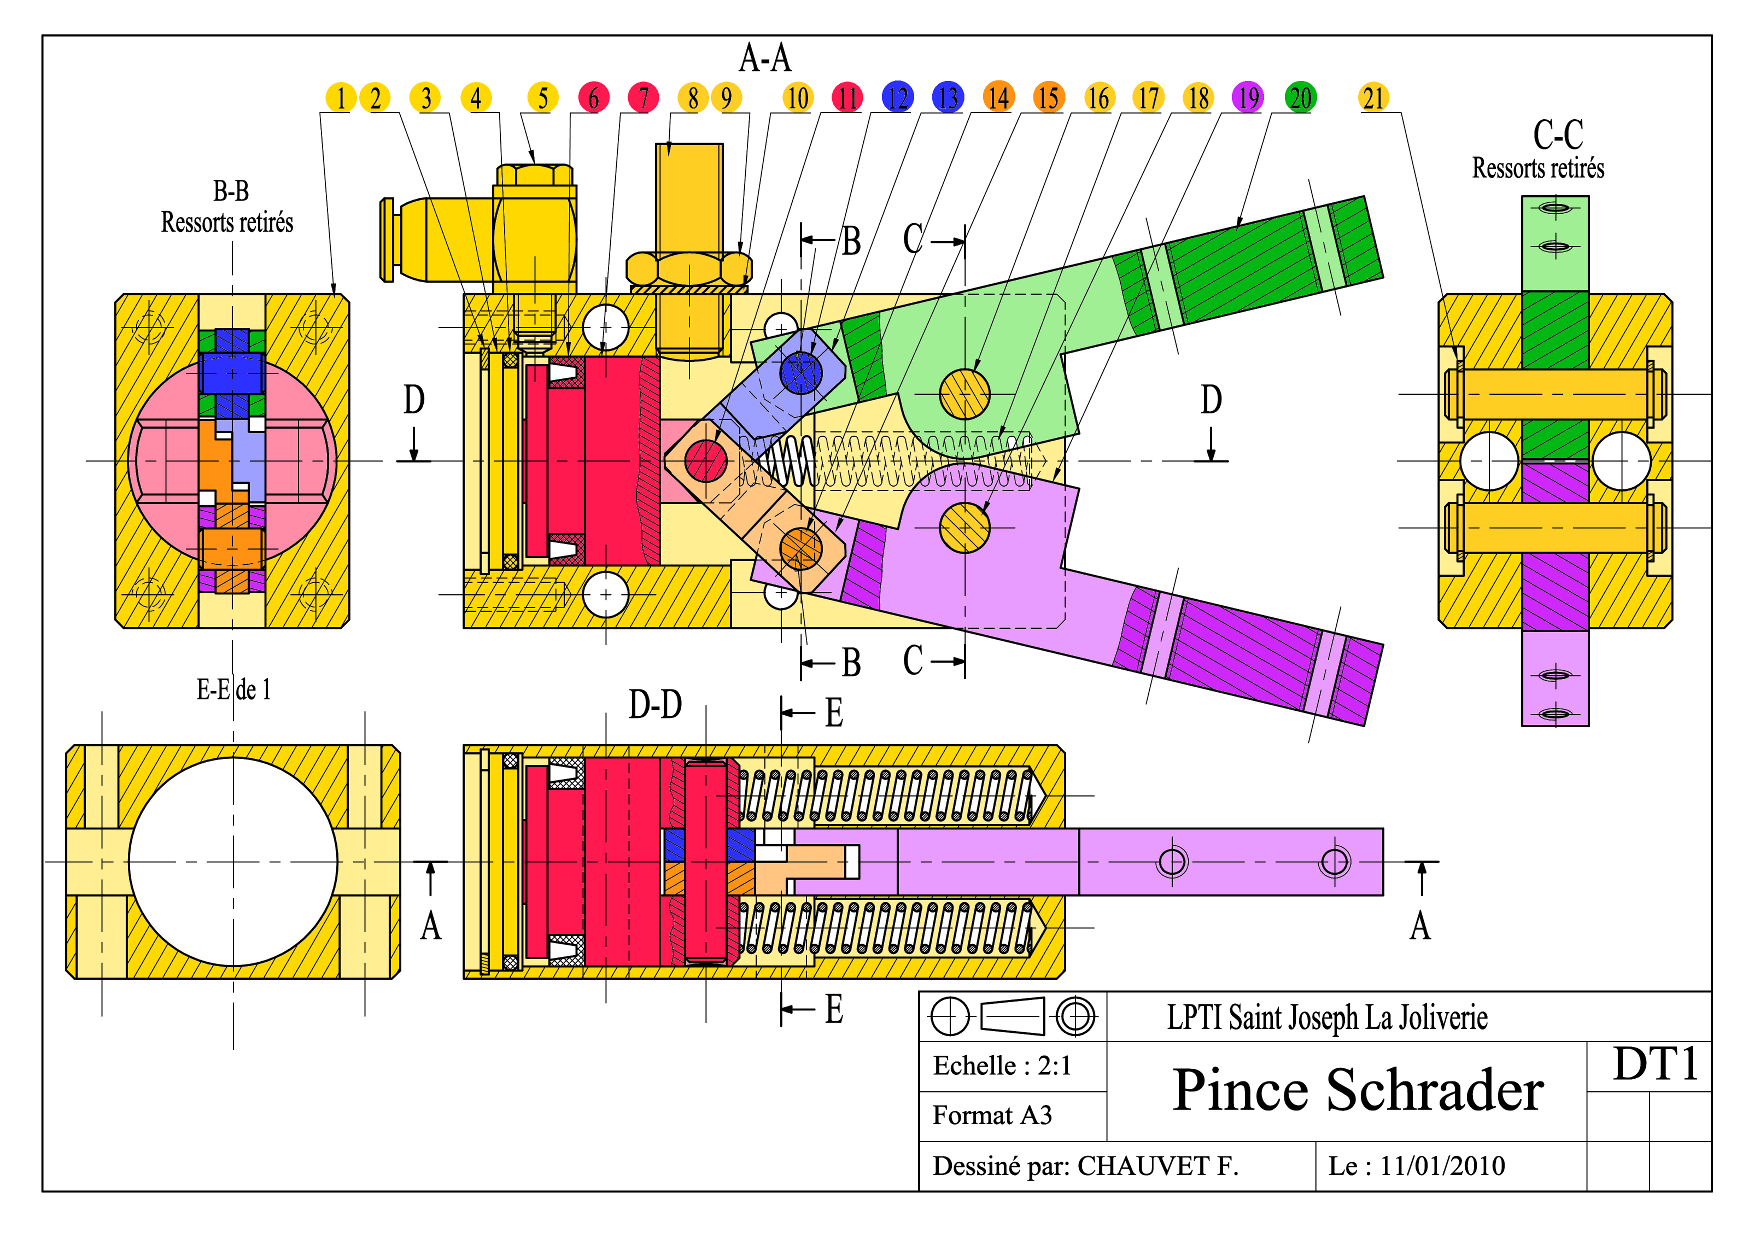 A-A
1 2 3 4 5 6 7 8 9 10 11 12 13 14 15 16 17 18 19 20 21
C-C
Ressorts retirés
B-B
Ressorts retirés
B
C
D
D
B
C
E-E de 1
D-D
E
A
A
E
LPTI Saint Joseph La Joliverie
Echelle : 2:1
Pince Schrader
DT1
Format A3
Dessiné par: CHAUVET F.
Le : 11/01/2010